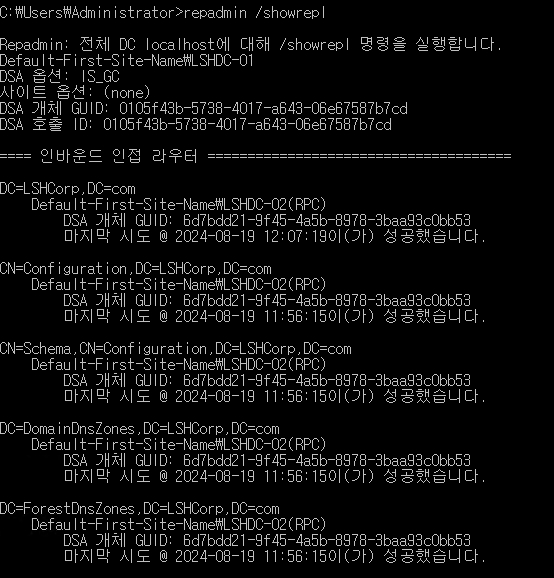 C:₩Users₩Administrator>repadmin /showrepl
Repadmin: 전체 DC localhost에 대해 /showrepl 명령을 실행합니다.
Default-First-Site-Name₩LSHDC-01
DSA 옵션: IS_GC
사이트 옵션: (none)
DSA 개체 GUID: 0105f43b-5738-4017-a643-06e67587b7cd
DSA 호출 ID: 0105f43b-5738-4017-a643-06e67587b7cd
==== 인바운드 인접 라우터 ======================================
DC=LSHCorp,DC=com
    Default-First-Site-Name₩LSHDC-02(RPC)
        DSA 개체 GUID: 6d7bdd21-9f45-4a5b-8978-3baa93c0bb53
        마지막 시도 @ 2024-08-19 12:07:19이(가) 성공했습니다.
CN=Configuration,DC=LSHCorp,DC=com
    Default-First-Site-Name₩LSHDC-02(RPC)
        DSA 개체 GUID: 6d7bdd21-9f45-4a5b-8978-3baa93c0bb53
        마지막 시도 @ 2024-08-19 11:56:15이(가) 성공했습니다.
CN=Schema,CN=Configuration,DC=LSHCorp,DC=com
    Default-First-Site-Name₩LSHDC-02(RPC)
        DSA 개체 GUID: 6d7bdd21-9f45-4a5b-8978-3baa93c0bb53
        마지막 시도 @ 2024-08-19 11:56:15이(가) 성공했습니다.
DC=DomainDnsZones,DC=LSHCorp,DC=com
    Default-First-Site-Name₩LSHDC-02(RPC)
        DSA 개체 GUID: 6d7bdd21-9f45-4a5b-8978-3baa93c0bb53
        마지막 시도 @ 2024-08-19 11:56:15이(가) 성공했습니다.
DC=ForestDnsZones,DC=LSHCorp,DC=com
    Default-First-Site-Name₩LSHDC-02(RPC)
        DSA 개체 GUID: 6d7bdd21-9f45-4a5b-8978-3baa93c0bb53
        마지막 시도 @ 2024-08-19 11:56:15이(가) 성공했습니다.